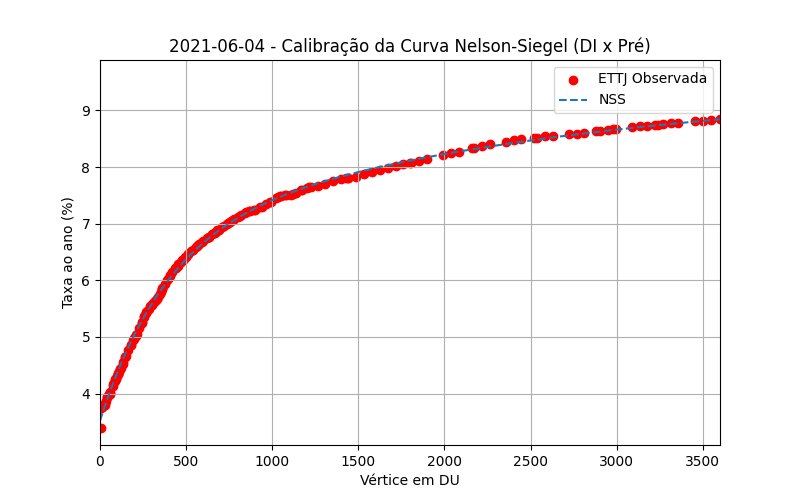 2021-06-04 - Calibração da Curva Nelson-Siegel (DI x Pré)
ETTJ Observada
NSS
Taxa ao ano (%)
9
8
7
6
5
4
0 500 1000 1500 2000 2500 3000 3500
Vértice em DU